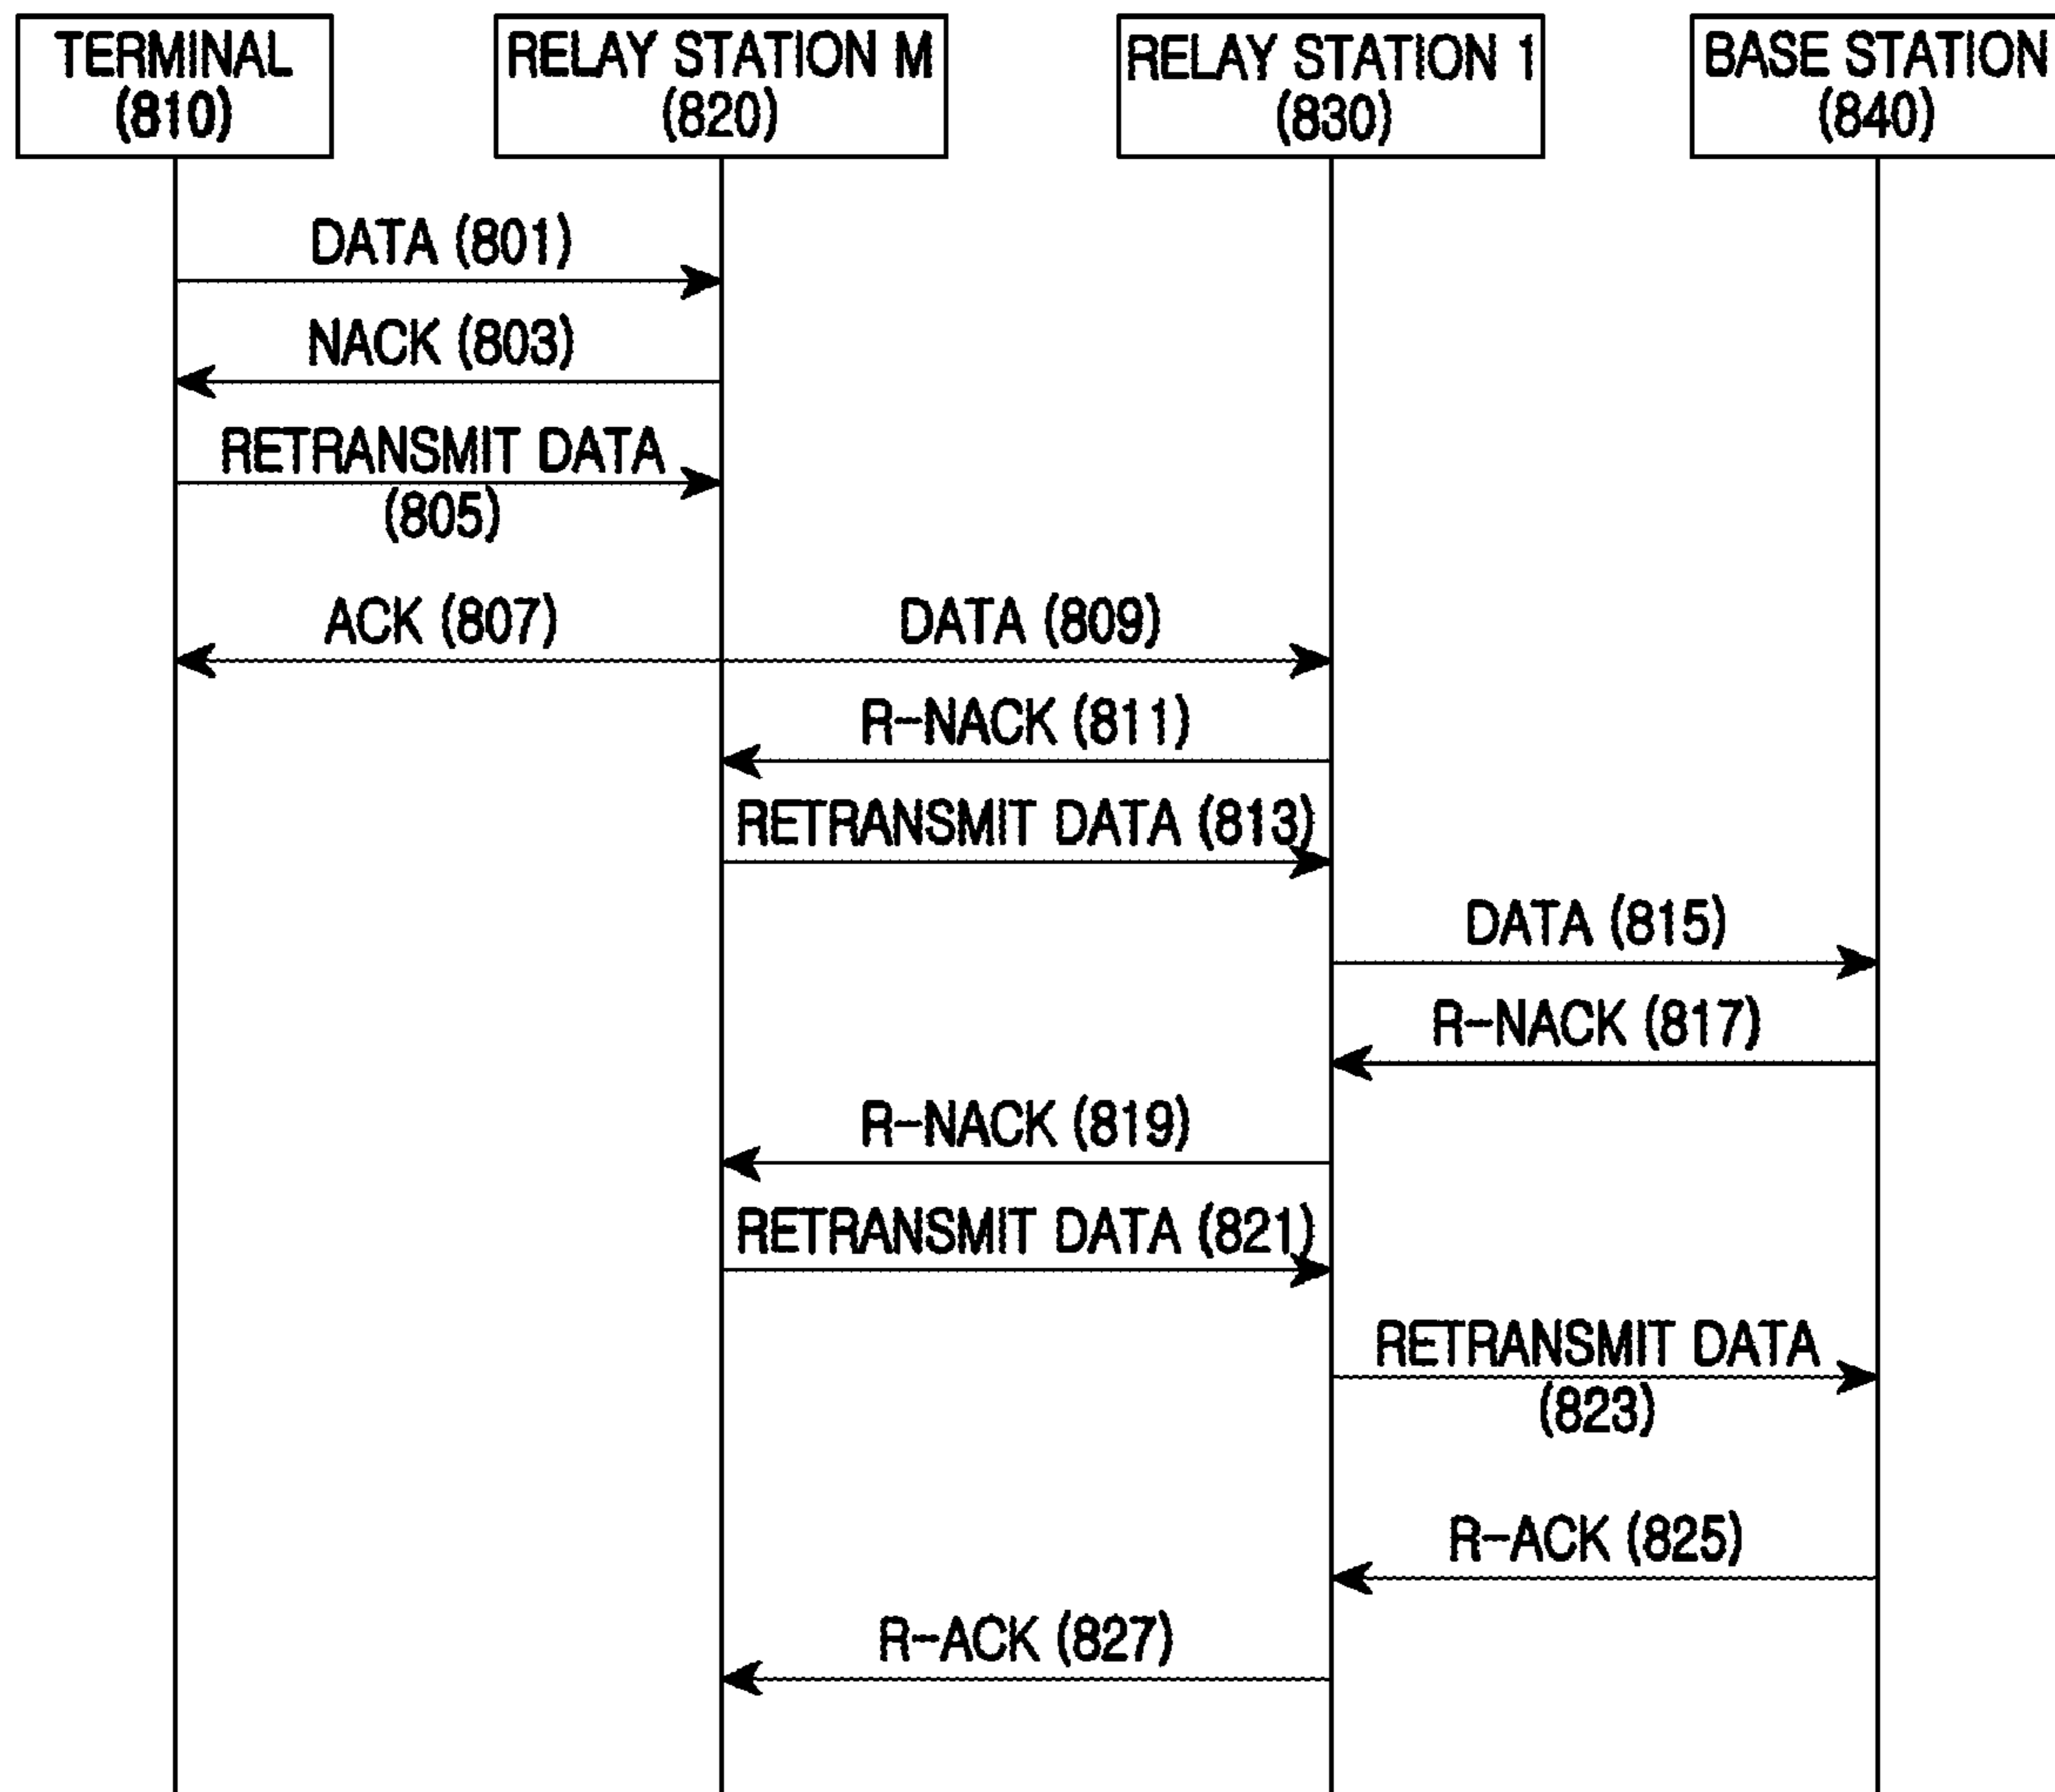 TERMINAL
(810)
RELAY STATION M
(820)
RELAY STATION 1
(830)
BASE STATION
(840)
DATA (801)
NACK (803)
RETRANSMIT DATA
(805)
ACK (807)
DATA (809)
R-NACK (811)
RETRANSMIT DATA (813)
DATA (815)
R-NACK (817)
R-NACK (819)
RETRANSMIT DATA (821)
RETRANSMIT DATA
(823)
R-ACK (825)
R-ACK (827)